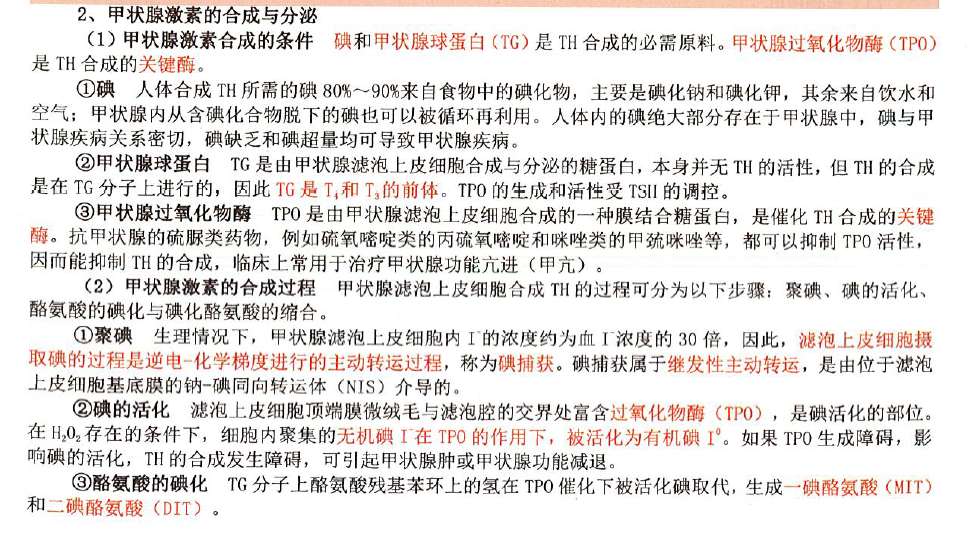 2、甲状腺激素的合成与分泌
（1）甲状腺激素合成的条件 碘和甲状腺球蛋白（TG）是 TH 合成的必需原料。甲状腺过氧化物酶（TPO）
是 TH 合成的关键酶。
①碘 人体合成 TH 所需的碘 80%～90%来自食物中的碘化物，主要是碘化钠和碘化钾，其余来自饮水和
空气；甲状腺内从含碘化合物脱下的碘也可以被循环再利用。人体内的碘绝大部分存在于甲状腺中，碘与甲
状腺疾病关系密切，碘缺乏和碘超量均可导致甲状腺疾病。
②甲状腺球蛋白 TG 是由甲状腺滤泡上皮细胞合成与分泌的糖蛋白，本身并无 TH 的活性，但 TH 的合成
是在 TG 分子上进行的，因此 TG 是 T₄和 T₃的前体。TPO 的生成和活性受 TSH 的调控。
③甲状腺过氧化物酶 TPO 是由甲状腺滤泡上皮细胞合成的一种膜结合糖蛋白，是催化 TH 合成的关键
酶。抗甲状腺的硫脲类药物，例如硫氧嘧啶类的丙硫氧嘧啶和咪唑类的甲巯咪唑等，都可以抑制 TPO 活性，
因而能抑制 TH 的合成，临床上常用于治疗甲状腺功能亢进（甲亢）。
（2）甲状腺激素的合成过程 甲状腺滤泡上皮细胞合成 TH 的过程可分为以下步骤：聚碘、碘的活化、
酪氨酸的碘化与碘化酪氨酸的缩合。
①聚碘 生理情况下，甲状腺滤泡上皮细胞内 I⁻的浓度约为血 I⁻浓度的 30 倍，因此，滤泡上皮细胞摄
取碘的过程是逆电-化学梯度进行的主动转运过程，称为碘捕获。碘捕获属于继发性主动转运，是由位于滤泡
上皮细胞基底膜的钠-碘同向转运体（NIS）介导的。
②碘的活化 滤泡上皮细胞顶端膜微绒毛与滤泡腔的交界处富含过氧化物酶（TPO），是碘活化的部位。
在 H₂O₂存在的条件下，细胞内聚集的无机碘 I⁻在 TPO 的作用下，被活化为有机碘 I⁰。如果 TPO 生成障碍，影
响碘的活化，TH 的合成发生障碍，可引起甲状腺肿或甲状腺功能减退。
③酪氨酸的碘化 TG 分子上酪氨酸残基苯环上的氢在 TPO 催化下被活化碘取代，生成一碘酪氨酸（MIT）
和二碘酪氨酸（DIT）。